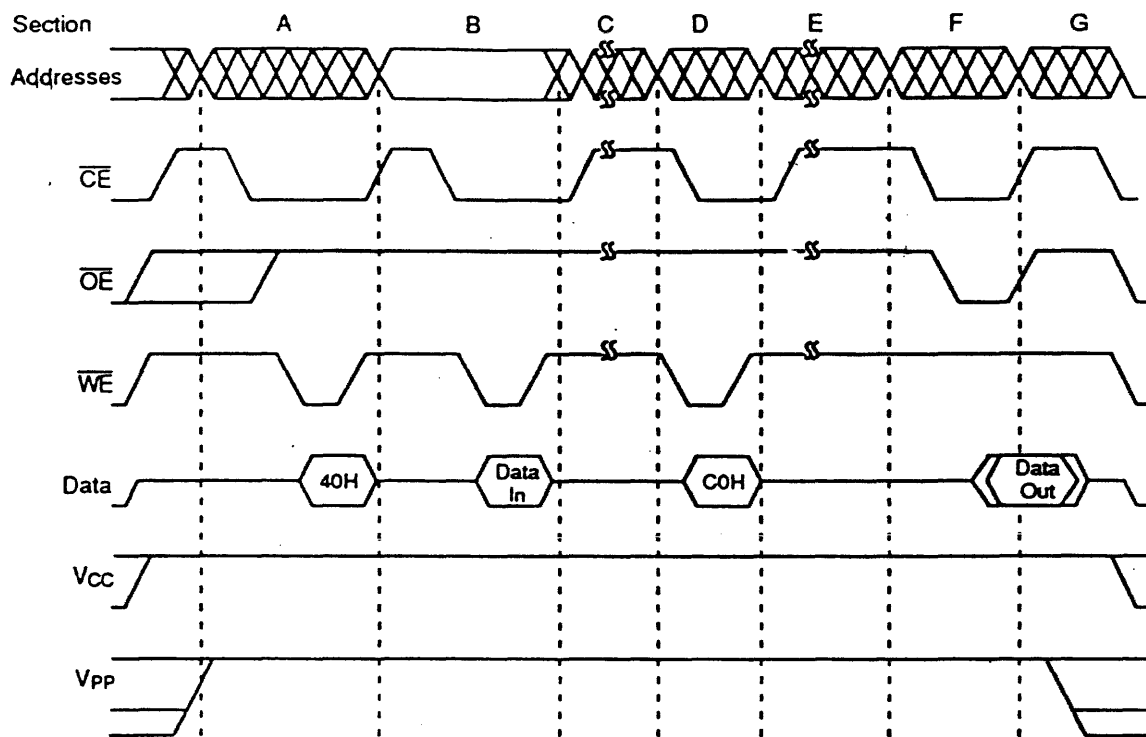 Section A B C D E F G
Addresses
CE
OE
WE
Data 40H Data In C0H Data Out
VCC
VPP